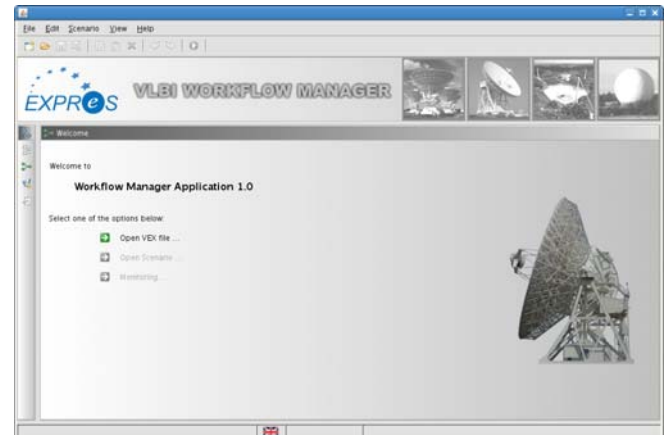 File Edit Scenario View Help
EXPReS
VLBI WORKFLOW MANAGER
Welcome
Welcome to
Workflow Manager Application 1.0
Select one of the options below:
Open VEX file ...
Open Scenario ...
Monitoring ...